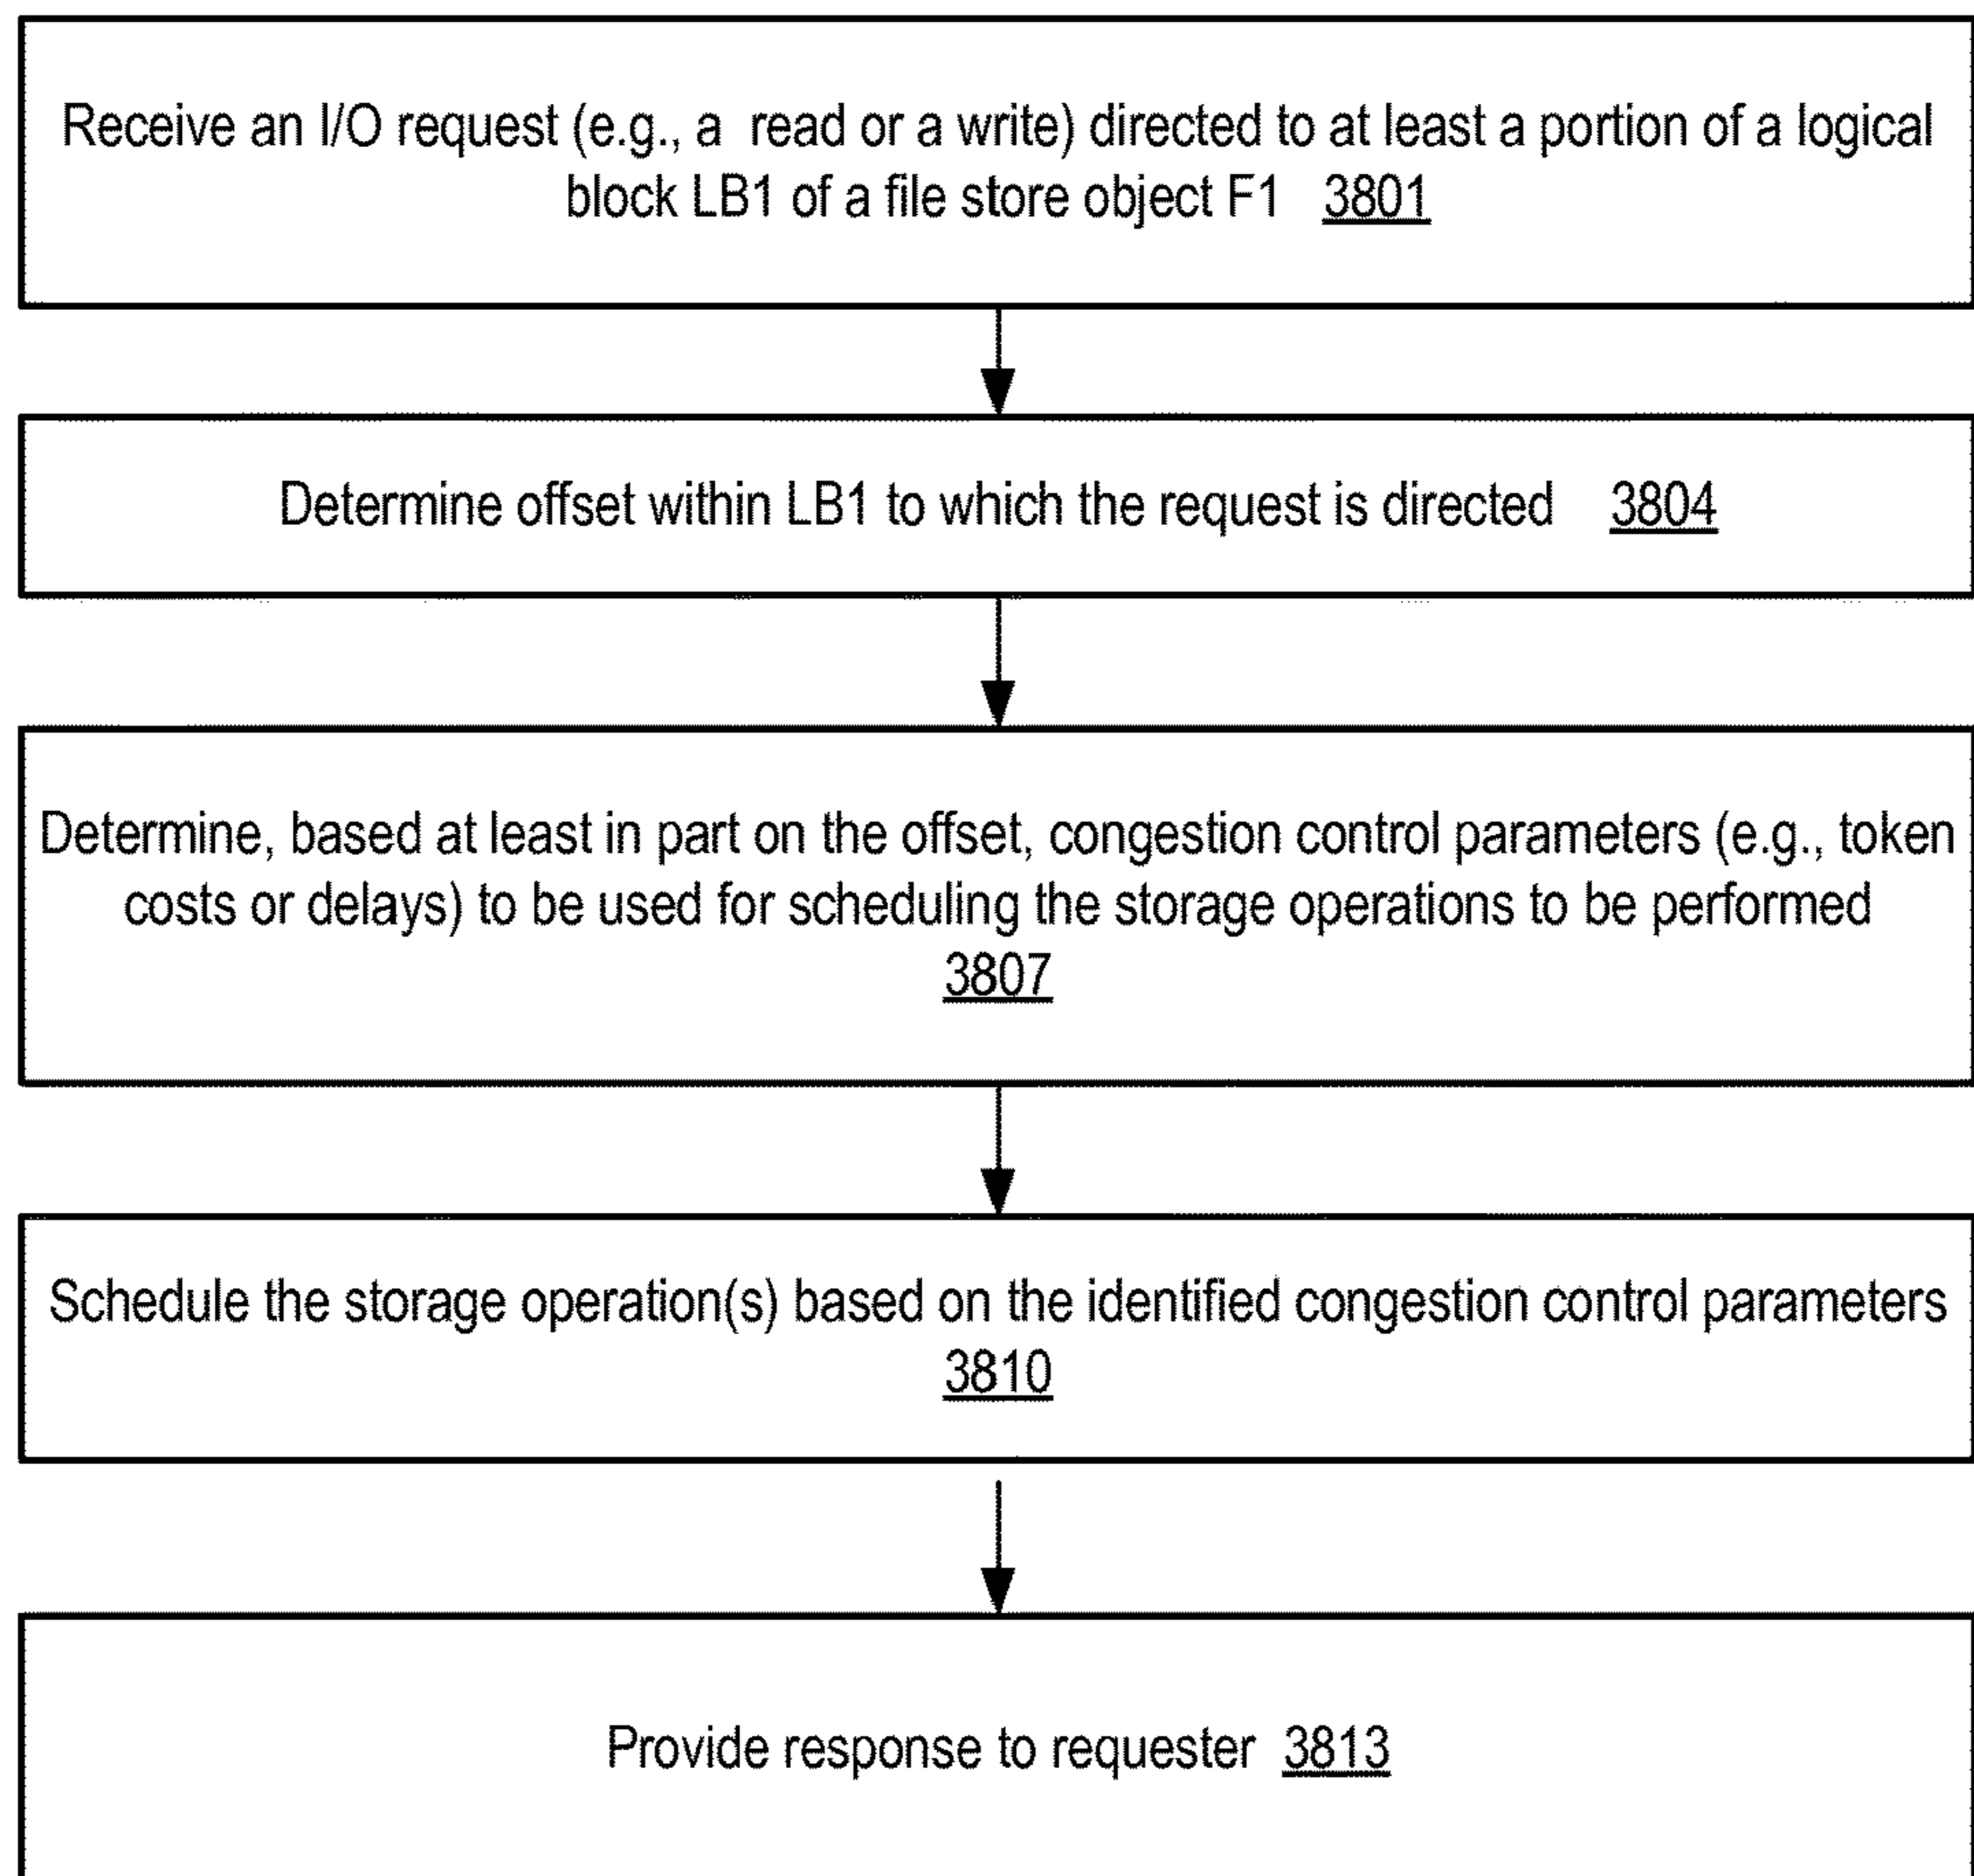 Receive an I/O request (e.g., a read or a write) directed to at least a portion of a logical
block LB1 of a file store object F1 3801
Determine offset within LB1 to which the request is directed 3804
Determine, based at least in part on the offset, congestion control parameters (e.g., token
costs or delays) to be used for scheduling the storage operations to be performed
3807
Schedule the storage operation(s) based on the identified congestion control parameters
3810
Provide response to requester 3813